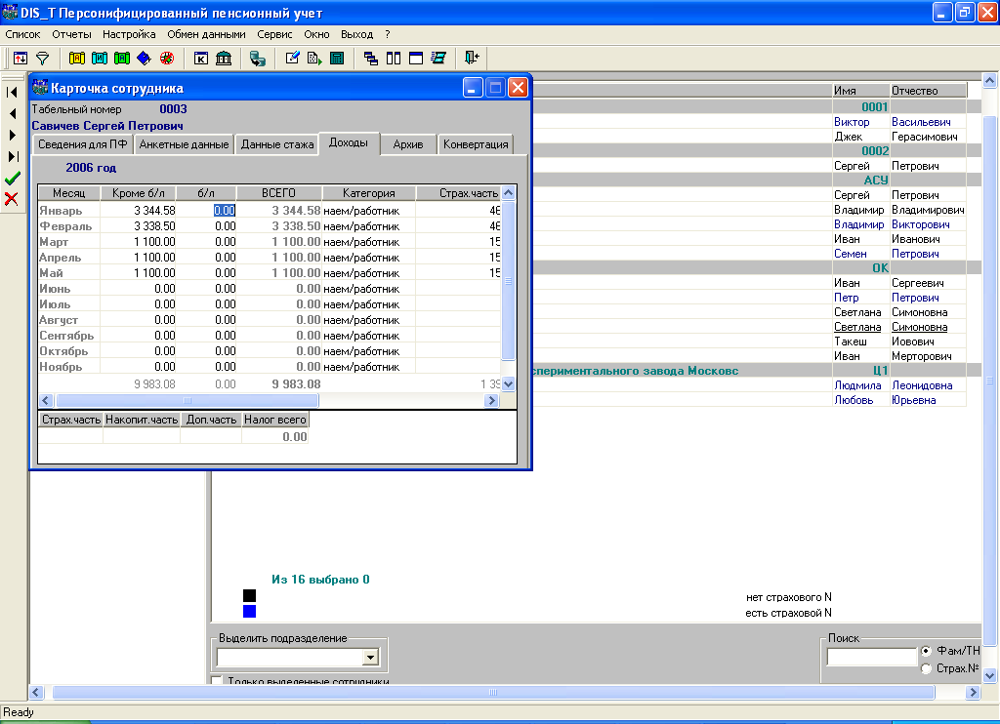 DIS_T Персонифицированный пенсионный учет
Список Отчеты Настройка Обмен данными Сервис Окно Выход ?
Карточка сотрудника
Табельный номер 0003
Савичев Сергей Петрович
Сведения для ПФ Анкетные данные Данные стажа Доходы Архив Конвертация
2006 год
Месяц Кроме б/л б/л ВСЕГО Категория Страх.часть
Январь 3 344.58 0.00 3 344.58 наем/работник 46
Февраль 3 338.50 0.00 3 338.50 наем/работник 46
Март 1 100.00 0.00 1 100.00 наем/работник 15
Апрель 1 100.00 0.00 1 100.00 наем/работник 15
Май 1 100.00 0.00 1 100.00 наем/работник 15
Июнь 0.00 0.00 0.00 наем/работник
Июль 0.00 0.00 0.00 наем/работник
Август 0.00 0.00 0.00 наем/работник
Сентябрь 0.00 0.00 0.00 наем/работник
Октябрь 0.00 0.00 0.00 наем/работник
Ноябрь 0.00 0.00 0.00 наем/работник
9 983.08 0.00 9 983.08 1 39
Страх.часть Накопит.часть Доп.часть Налог всего
0.00
Имя Отчество
0001
Виктор Васильевич
Джек Герасимович
0002
Сергей Петрович
АСУ
Сергей Петрович
Владимир Владимирович
Владимир Викторович
Иван Иванович
Семен Петрович
ОК
Иван Сергеевич
Петр Петрович
Светлана Симоновна
Светлана Симоновна
Такеш Иовович
Иван Мерторович
спериментального завода Московс Ц1
Людмила Леонидовна
Любовь Юрьевна
Из 16 выбрано 0
нет страхового N
есть страховой N
Выделить подразделение
Только выделенные сотрудники
Поиск
Фам/ТН
Страх.№
Ready